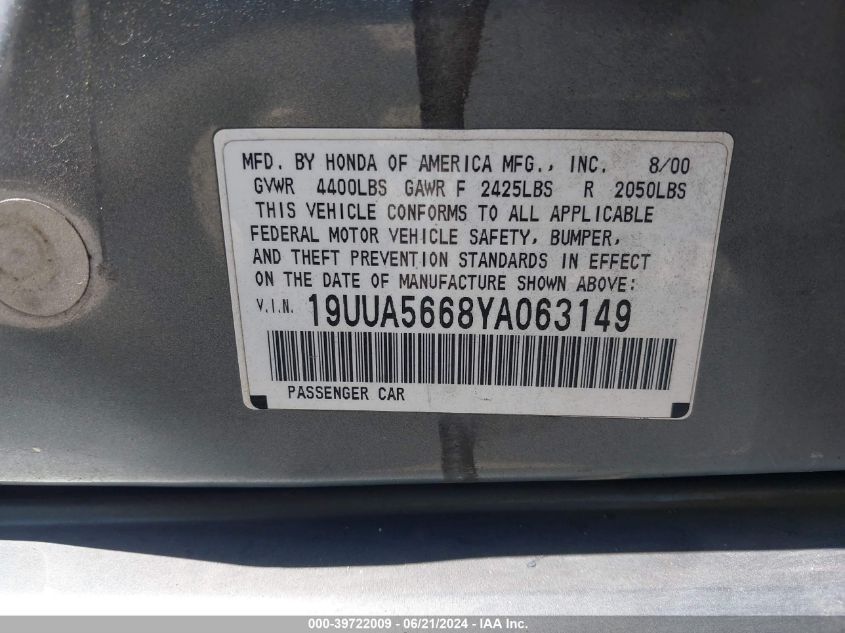 MFD. BY HONDA OF AMERICA MFG., INC. 8/00
GVWR 4400LBS GAWR F 2425LBS R 2050LBS
THIS VEHICLE CONFORMS TO ALL APPLICABLE
FEDERAL MOTOR VEHICLE SAFETY, BUMPER,
AND THEFT PREVENTION STANDARDS IN EFFECT
ON THE DATE OF MANUFACTURE SHOWN ABOVE:
V.I.N. 19UUA5668YA063149
PASSENGER CAR
000-39722009 - 06/21/2024 - IAA Inc.